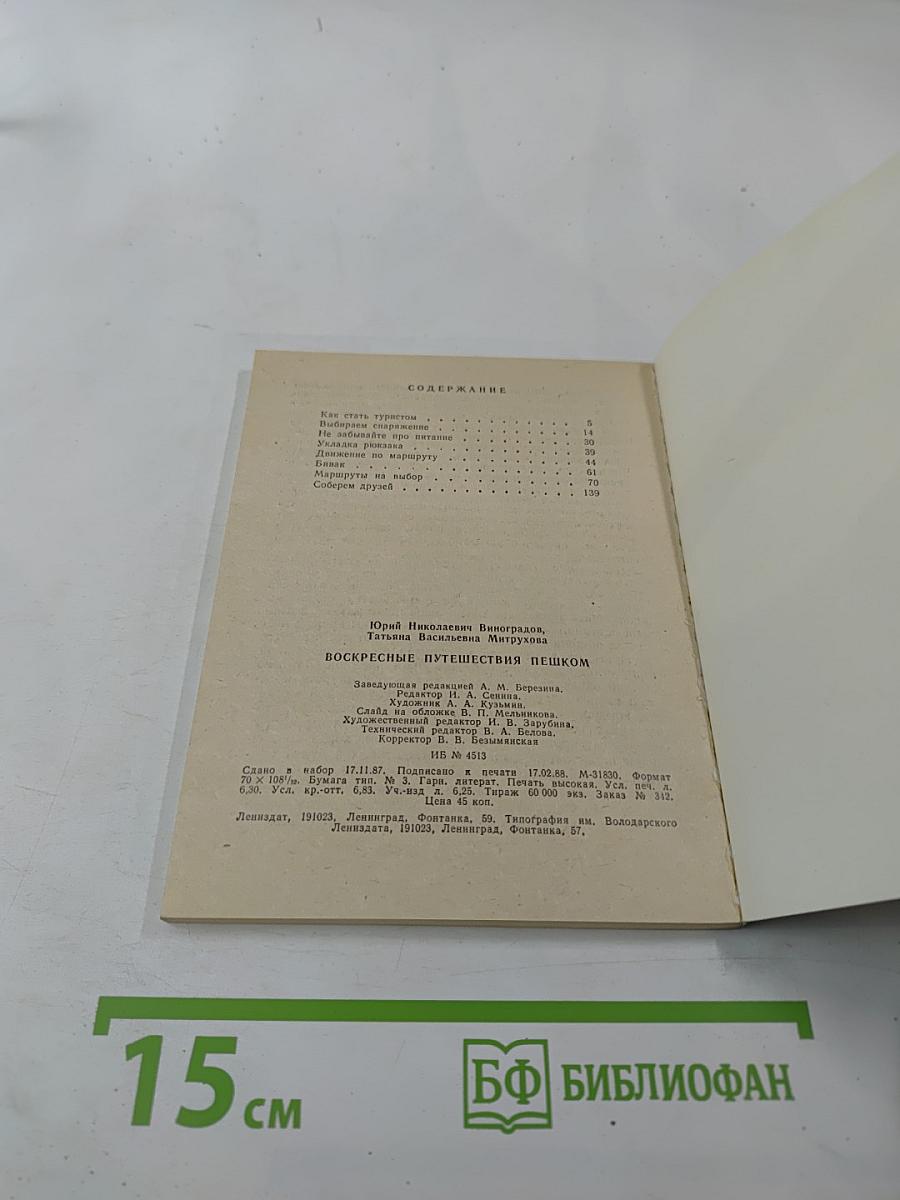 СОДЕРЖАНИЕ
Как стать туристом . . . . . . . . . . . . 5
Выбираем снаряжение . . . . . . . . . . . 14
Не забывайте про питание . . . . . . . . . 30
Укладка рюкзака . . . . . . . . . . . . . 39
Движение по маршруту . . . . . . . . . . . 44
Бивак . . . . . . . . . . . . . . . . . . 61
Маршруты на выбор . . . . . . . . . . . . 70
Соберем друзей . . . . . . . . . . . . . . 139
Юрий Николаевич Виноградов,
Татьяна Васильевна Митрухова
ВОСКРЕСНЫЕ ПУТЕШЕСТВИЯ ПЕШКОМ
Заведующая редакцией А. М. Березина.
Редактор И. А. Сенина.
Художник А. А. Кузьмин.
Слайд на обложке В. П. Мельникова.
Художественный редактор И. В. Зарубина.
Технический редактор В. А. Белова.
Корректор В. В. Безымянская
ИБ № 4513
Сдано в набор 17.11.87. Подписано к печати 17.02.88. М-31830. Формат
70 × 108¹/₃₂. Бумага тип. № 3. Гарн. литерат. Печать высокая. Усл. печ. л.
6,30. Усл. кр.-отт. 6,83. Уч.-изд л. 6,25. Тираж 60 000 экз. Заказ № 342.
Цена 45 коп.
Лениздат, 191023, Ленинград, Фонтанка, 59. Типография им. Володарского
Лениздата, 191023, Ленинград, Фонтанка, 57.
15 см
БФ БИБЛИОФАН